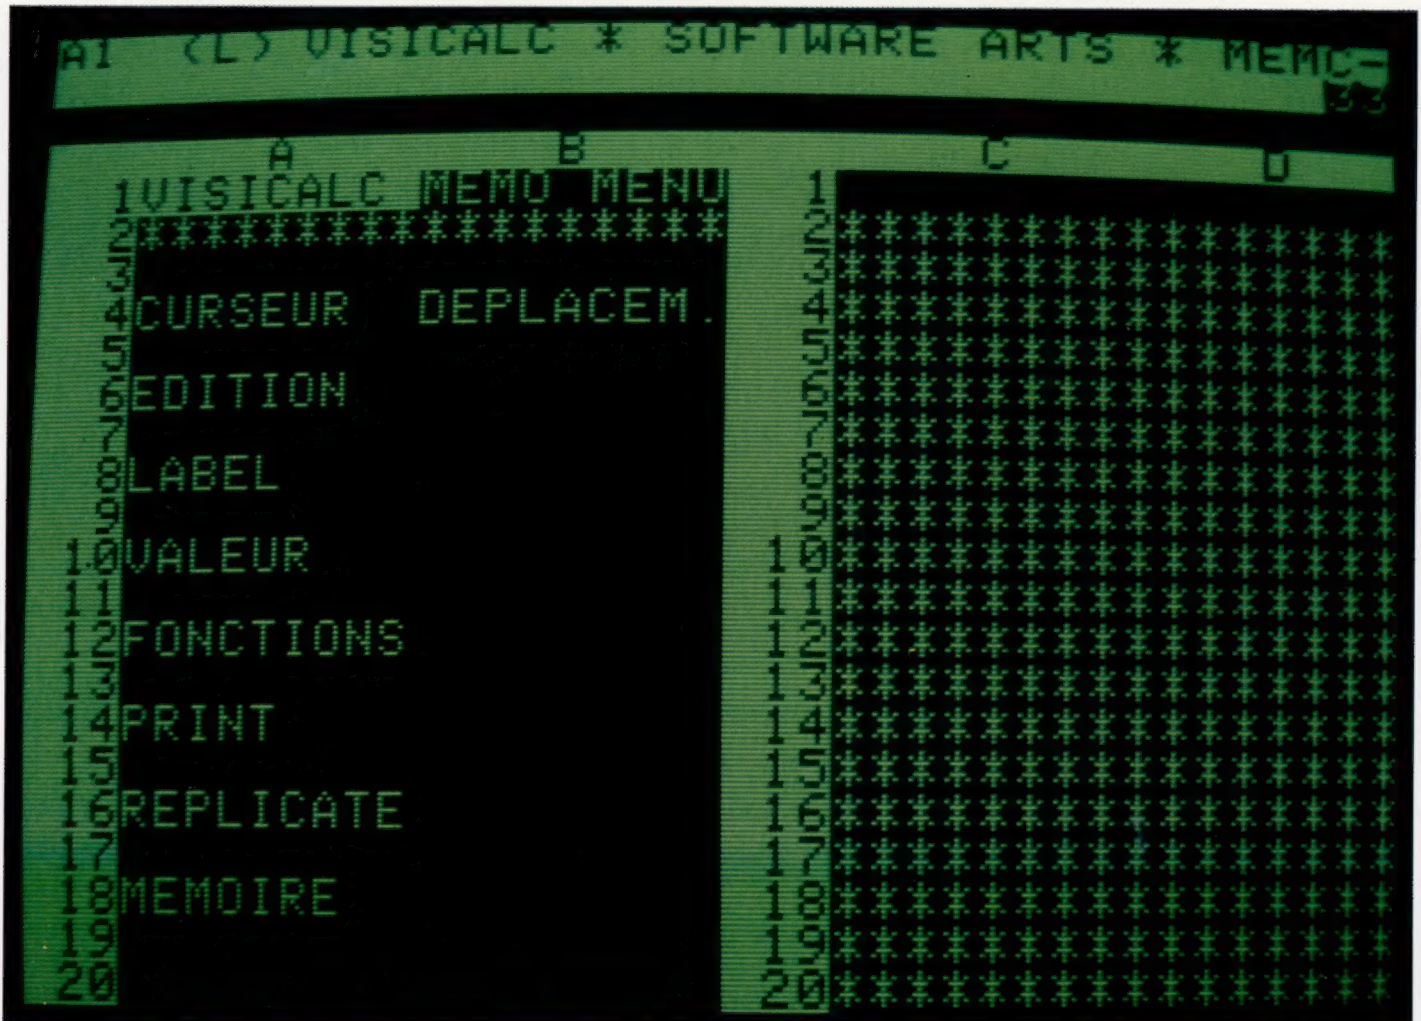 A1 (L) VISICALC * SOFTWARE ARTS * MEMC-
33
A B C D
1VISICALC MEMO MENU 1
2****************** 2****************
3 3****************
4CURSEUR DEPLACEM. 4****************
5 5****************
6EDITION 6****************
7 7****************
8LABEL 8****************
9 9****************
10VALEUR 10****************
11 11****************
12FONCTIONS 12****************
13 13****************
14PRINT 14****************
15 15****************
16REPLICATE 16****************
17 17****************
18MEMOIRE 18****************
19 19****************
20 20****************